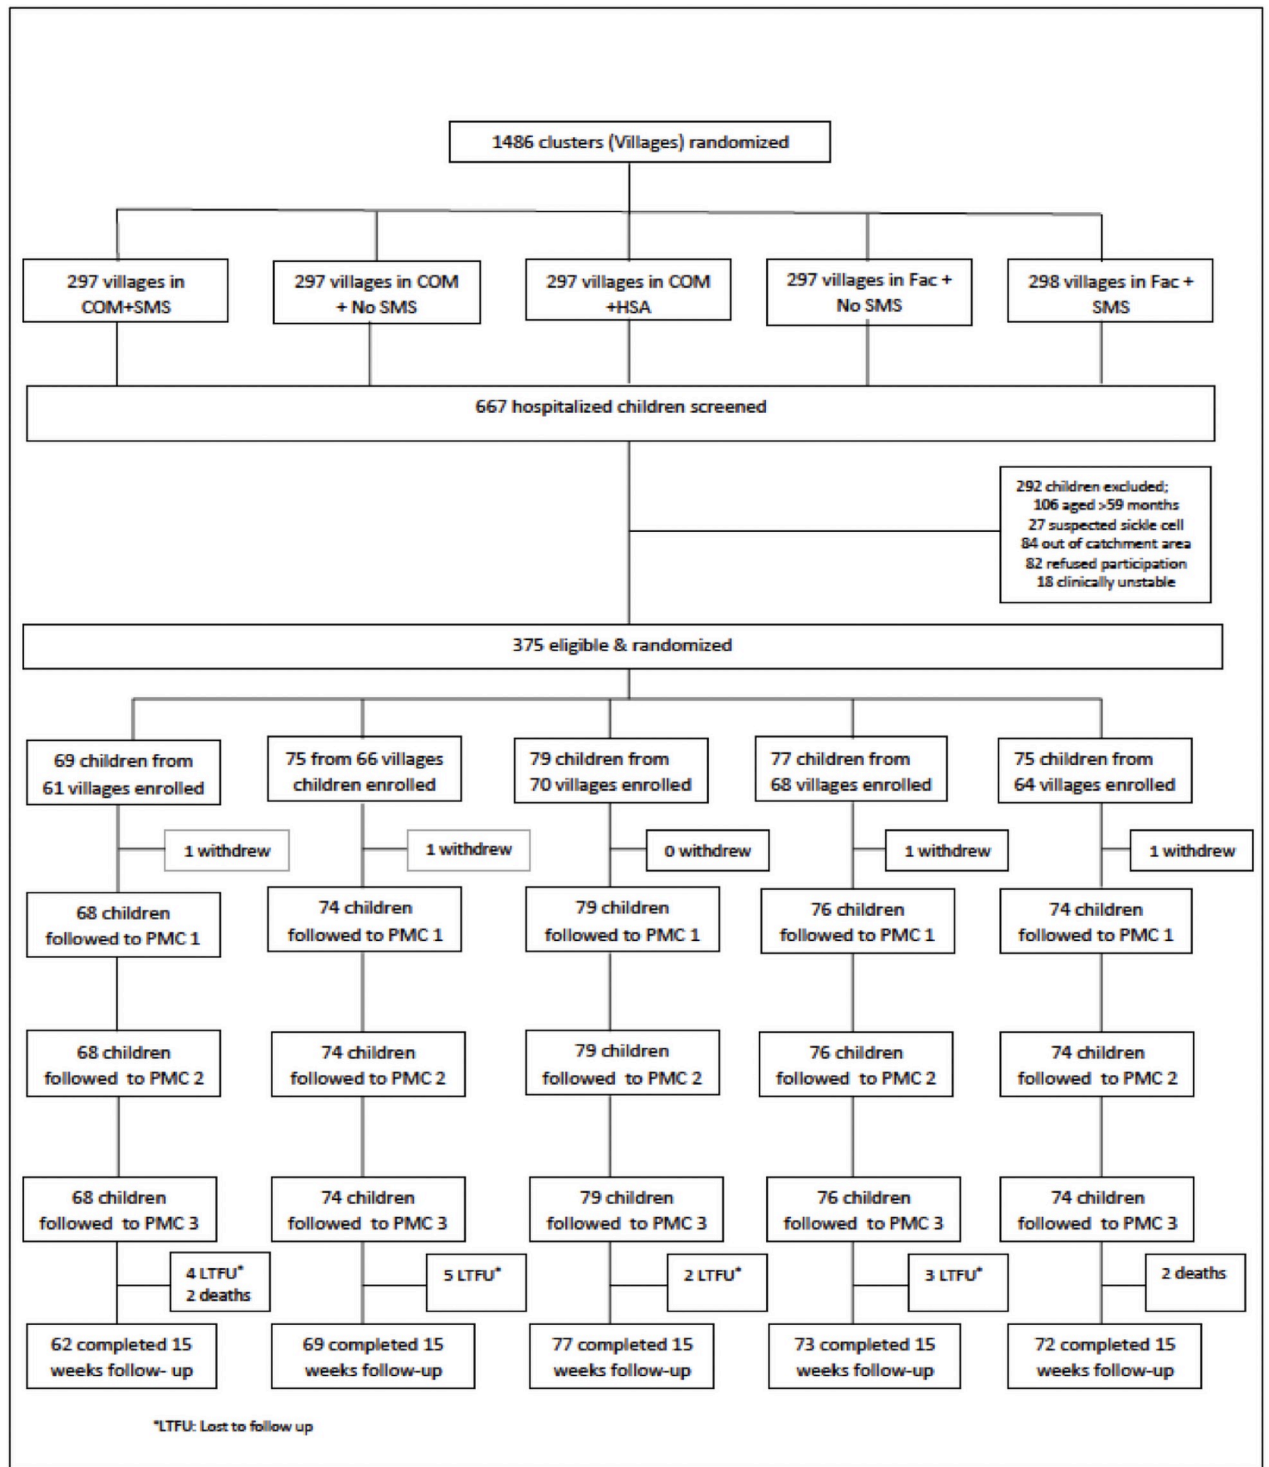 1486 clusters (Villages) randomized
297 villages in
COM+SMS
297 villages in COM
+ No SMS
297 villages in COM
+HSA
297 villages in Fac +
No SMS
298 villages in Fac +
SMS
667 hospitalized children screened
292 children excluded;
106 aged >59 months
27 suspected sickle cell
84 out of catchment area
82 refused participation
18 clinically unstable
375 eligible & randomized
69 children from
61 villages enrolled
75 from 66 villages
children enrolled
79 children from
70 villages enrolled
77 children from
68 villages enrolled
75 children from
64 villages enrolled
1 withdrew
1 withdrew
0 withdrew
1 withdrew
1 withdrew
68 children
followed to PMC 1
74 children
followed to PMC 1
79 children
followed to PMC 1
76 children
followed to PMC 1
74 children
followed to PMC 1
68 children
followed to PMC 2
74 children
followed to PMC 2
79 children
followed to PMC 2
76 children
followed to PMC 2
74 children
followed to PMC 2
68 children
followed to PMC 3
74 children
followed to PMC 3
79 children
followed to PMC 3
76 children
followed to PMC 3
74 children
followed to PMC 3
4 LTFU*
2 deaths
5 LTFU*
2 LTFU*
3 LTFU*
2 deaths
62 completed 15
weeks follow- up
69 completed 15
weeks follow-up
77 completed 15
weeks follow-up
73 completed 15
weeks follow-up
72 completed 15
weeks follow-up
*LTFU: Lost to follow up